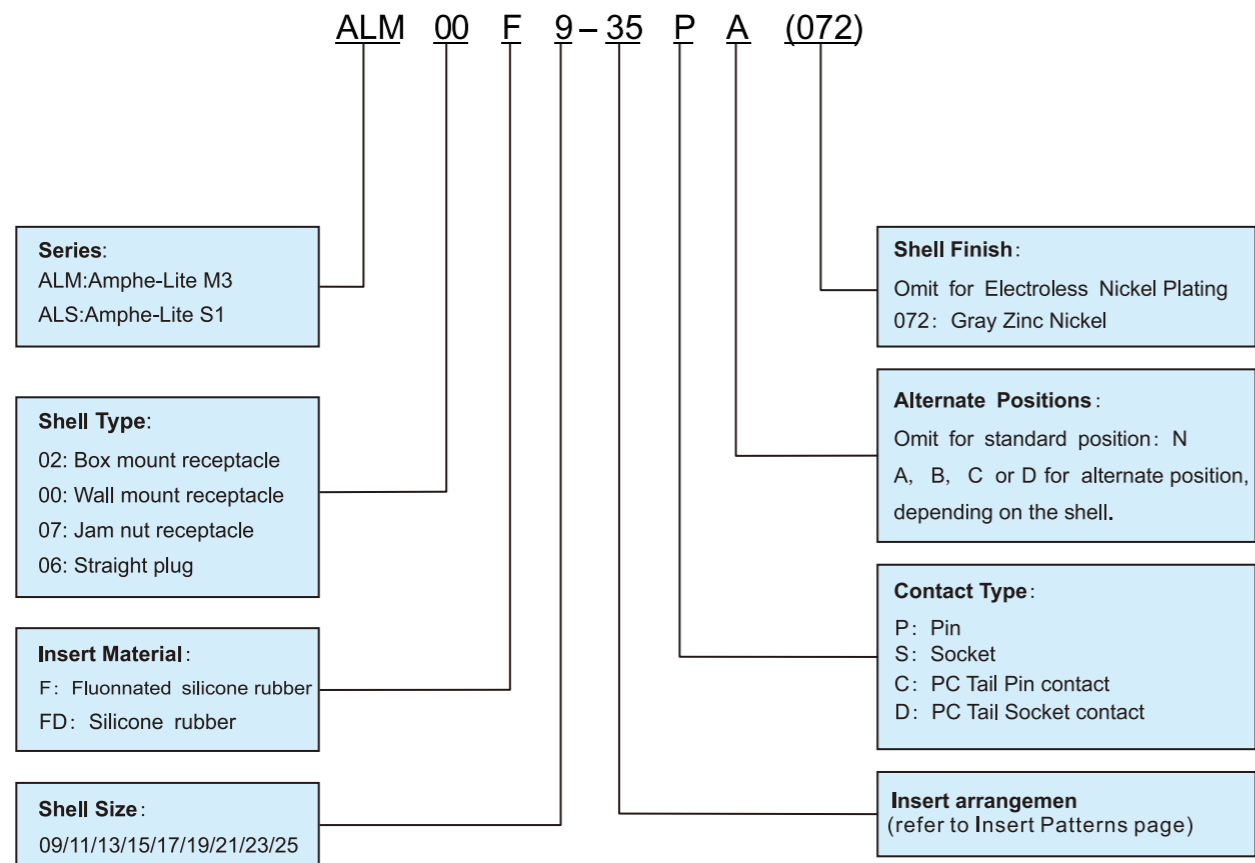 ALM 00 F 9–35 P A (072)
Series:
ALM:Amphe-Lite M3
ALS:Amphe-Lite S1
Shell Type:
02: Box mount receptacle
00: Wall mount receptacle
07: Jam nut receptacle
06: Straight plug
Insert Material:
F: Fluonnated silicone rubber
FD: Silicone rubber
Shell Size:
09/11/13/15/17/19/21/23/25
Shell Finish:
Omit for Electroless Nickel Plating
072: Gray Zinc Nickel
Alternate Positions:
Omit for standard position: N
A, B, C or D for alternate position,
depending on the shell.
Contact Type:
P: Pin
S: Socket
C: PC Tail Pin contact
D: PC Tail Socket contact
Insert arrangemen
(refer to Insert Patterns page)